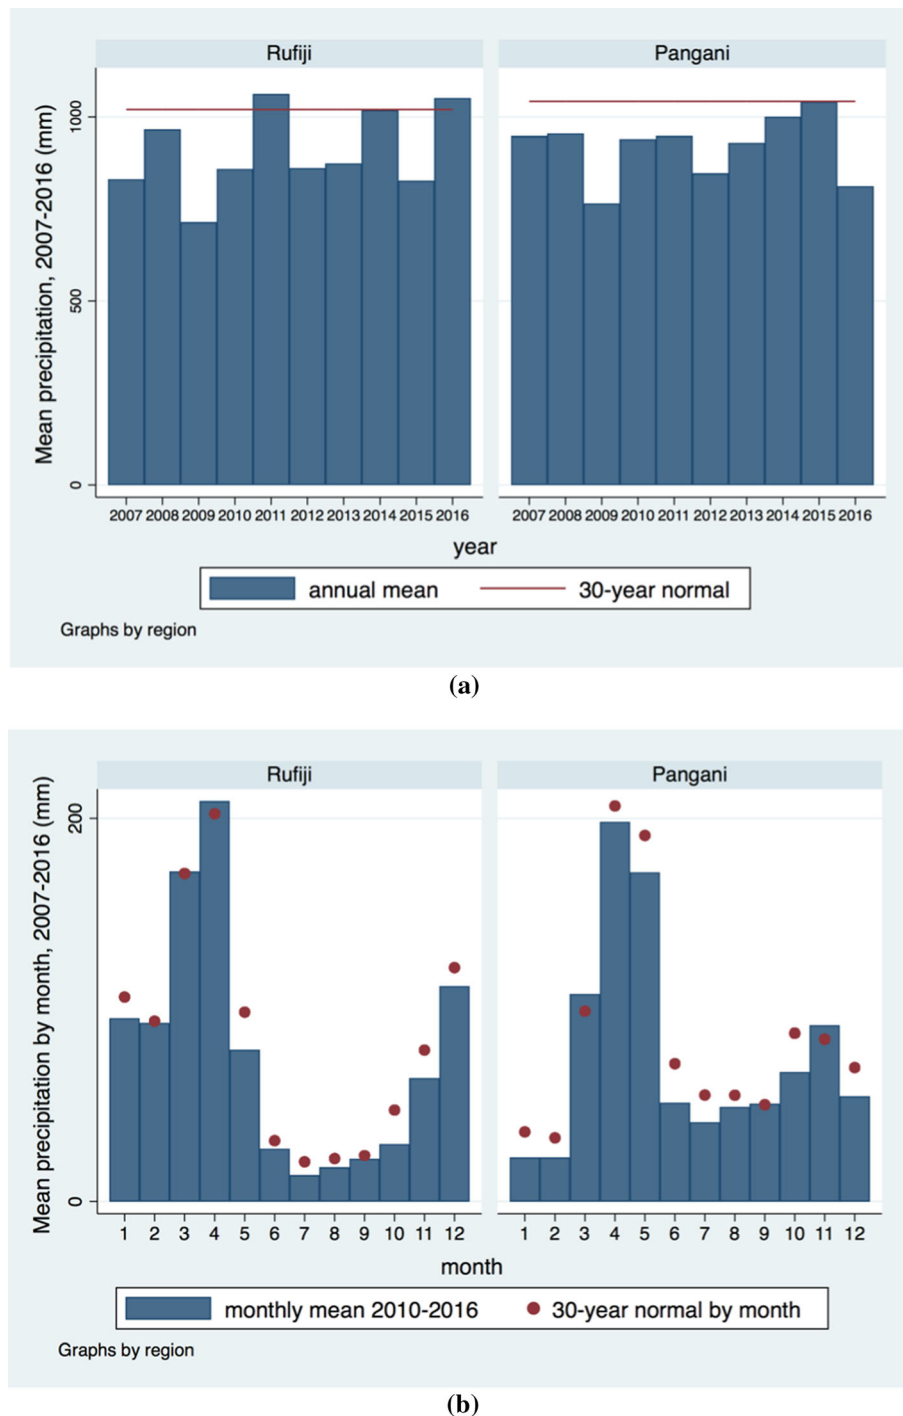 Rufiji
Pangani
Mean precipitation, 2007-2016 (mm)
1000
500
0
2007 2008 2009 2010 2011 2012 2013 2014 2015 2016
2007 2008 2009 2010 2011 2012 2013 2014 2015 2016
year
annual mean
30-year normal
Graphs by region
(a)
Rufiji
Pangani
Mean precipitation by month, 2007-2016 (mm)
200
0
1 2 3 4 5 6 7 8 9 10 11 12
1 2 3 4 5 6 7 8 9 10 11 12
month
monthly mean 2010-2016
30-year normal by month
Graphs by region
(b)